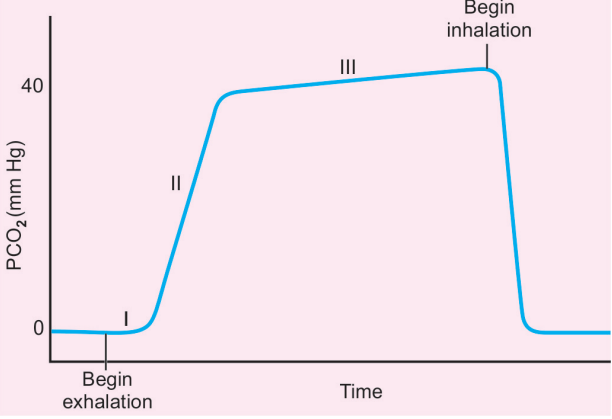 Begin
inhalation
III
40
II
PCO₂ (mm Hg)
I
0
Begin
exhalation
Time